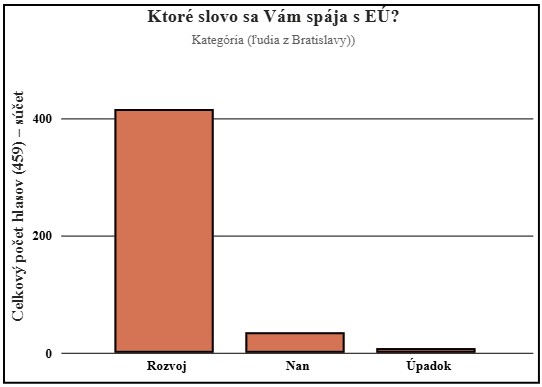 Ktoré slovo sa Vám spája s EÚ?
Kategória (ľudia z Bratislavy))
Celkový počet hlasov (459) – súčet
400
200
0
Rozvoj
Nan
Úpadok